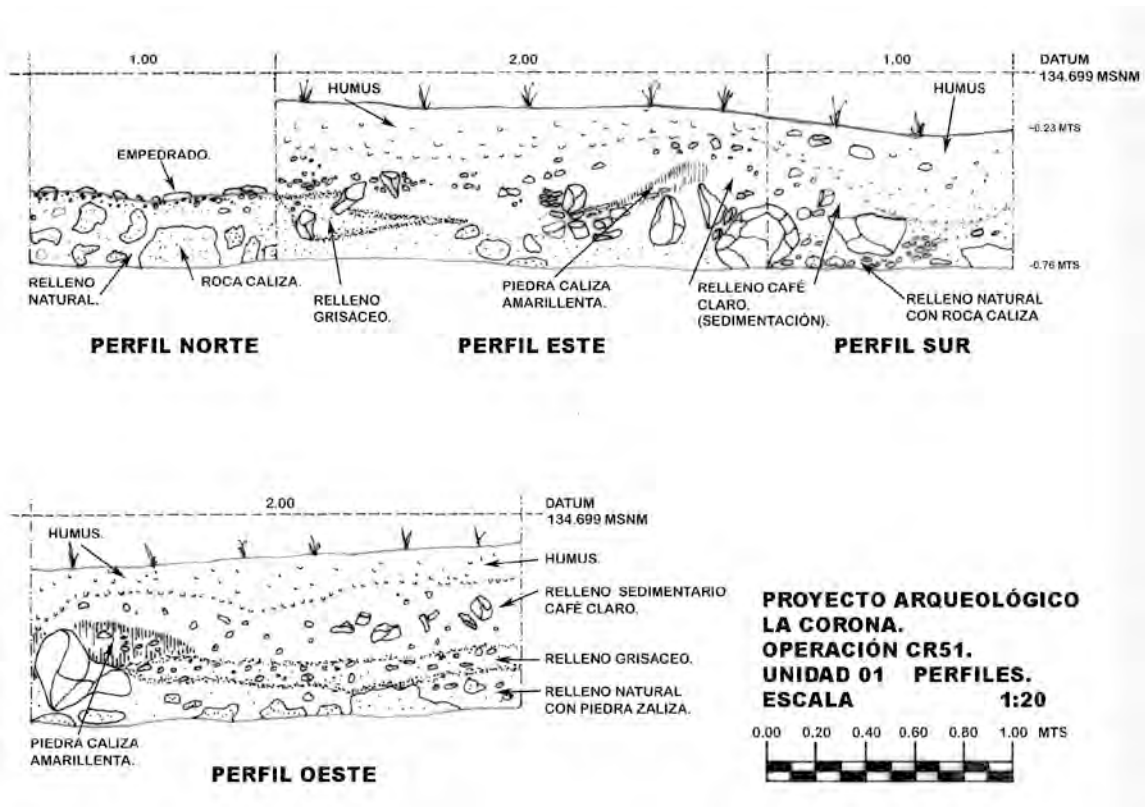 1.00
2.00
1.00
DATUM
134.699 MSNM
HUMUS
HUMUS
-0.23 MTS
EMPEDRADO.
-0.76 MTS
RELLENO
NATURAL.
ROCA CALIZA.
RELLENO
GRISACEO.
PIEDRA CALIZA
AMARILLENTA.
RELLENO CAFÉ
CLARO.
(SEDIMENTACIÓN).
RELLENO NATURAL
CON ROCA CALIZA
PERFIL NORTE
PERFIL ESTE
PERFIL SUR
2.00
DATUM
134.699 MSNM
HUMUS.
HUMUS.
RELLENO SEDIMENTARIO
CAFÉ CLARO.
RELLENO GRISACEO.
RELLENO NATURAL
CON PIEDRA ZALIZA.
PIEDRA CALIZA
AMARILLENTA.
PERFIL OESTE
PROYECTO ARQUEOLÓGICO
LA CORONA.
OPERACIÓN CR51.
UNIDAD 01 PERFILES.
ESCALA 1:20
0.00 0.20 0.40 0.60 0.80 1.00 MTS